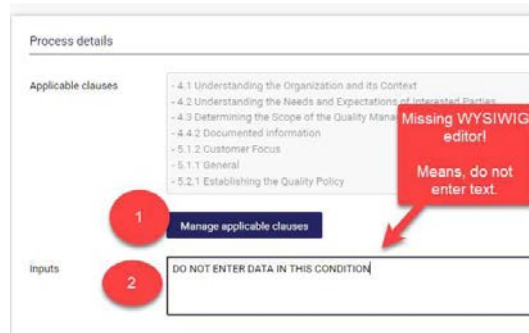 Process details
Applicable clauses
- 4.1 Understanding the Organization and its Context
- 4.2 Understanding the Needs and Expectations of Interested Parties
- 4.3 Determining the Scope of the Quality Mana
- 4.4.2 Documented information
- 5.1.2 Customer Focus
- 5.1.1 General
- 5.2.1 Establishing the Quality Policy
Missing WYSIWIG
editor!
Means, do not
enter text.
1
Manage applicable clauses
Inputs
2
DO NOT ENTER DATA IN THIS CONDITION